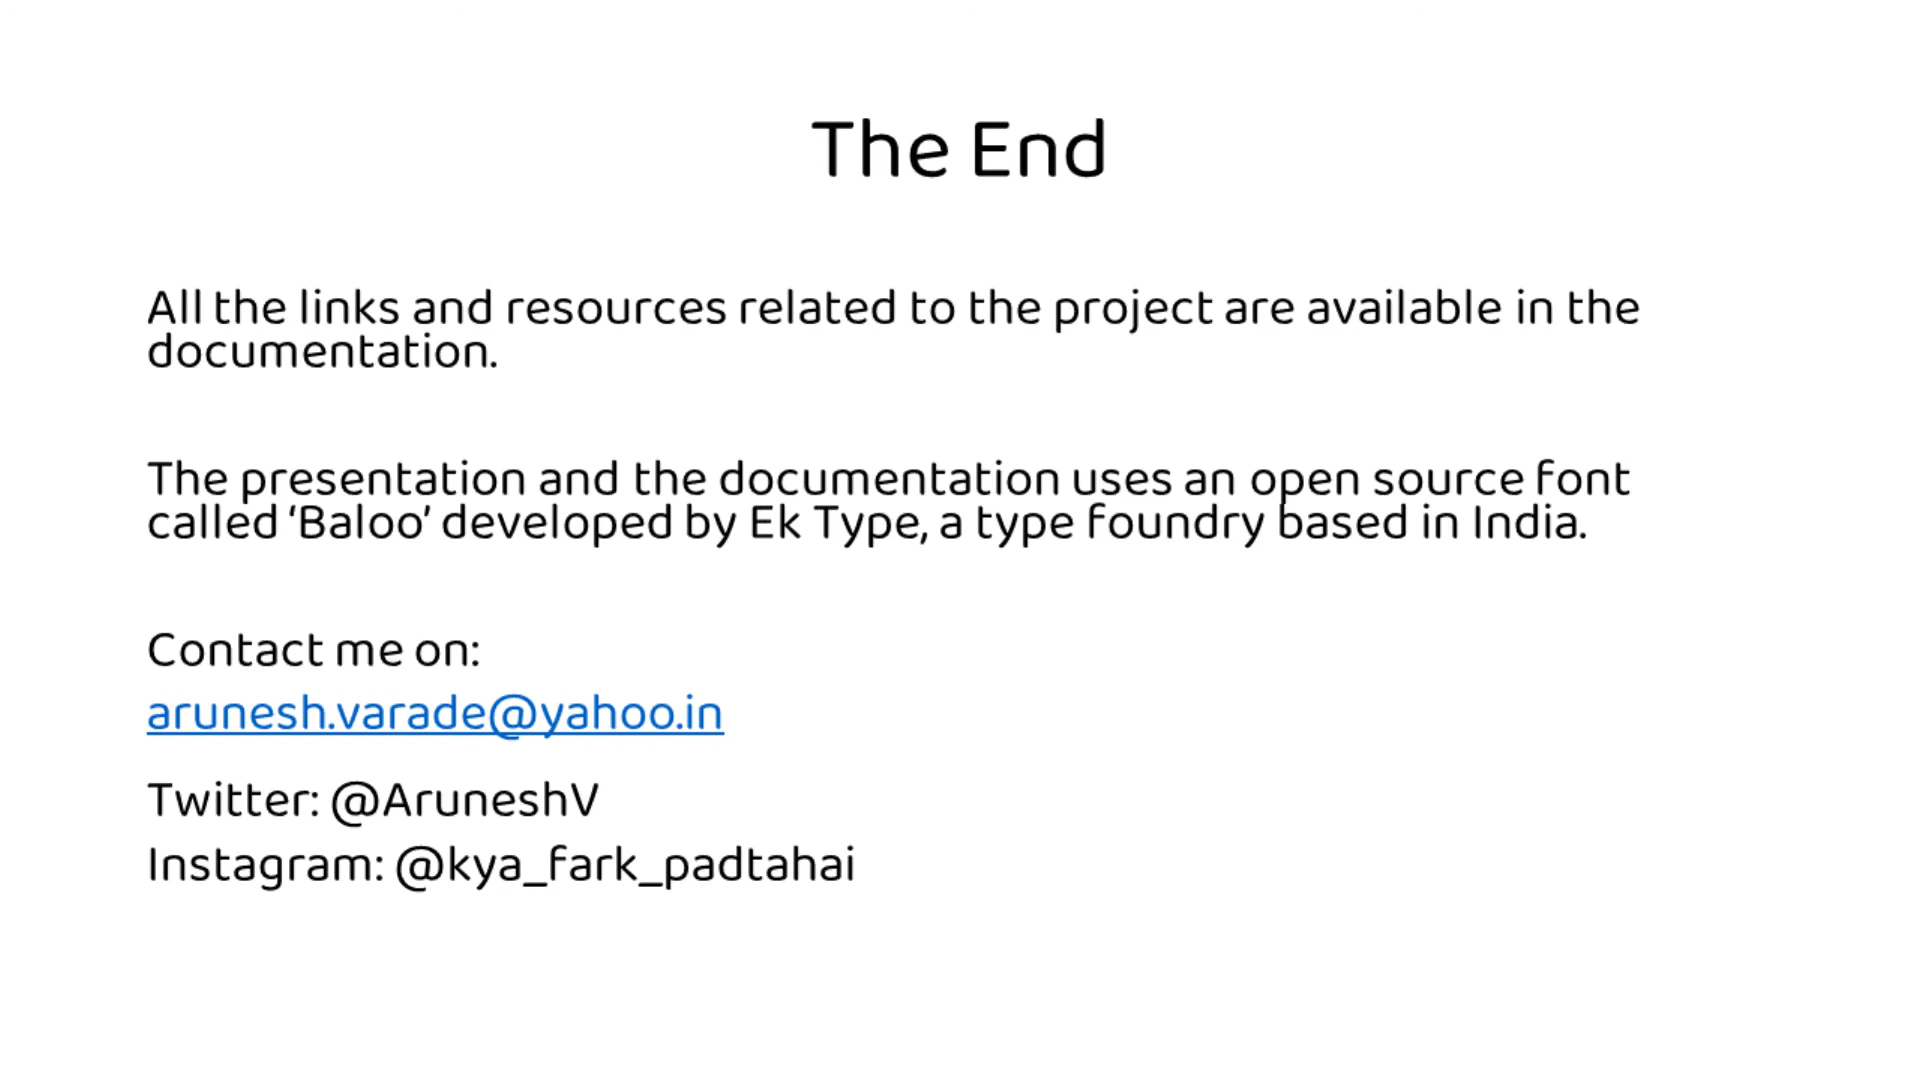 The End
All the links and resources related to the project are available in the
documentation.
The presentation and the documentation uses an open source font
called ‘Baloo’ developed by Ek Type, a type foundry based in India.
Contact me on:
arunesh.varade@yahoo.in
Twitter: @AruneshV
Instagram: @kya_fark_padtahai